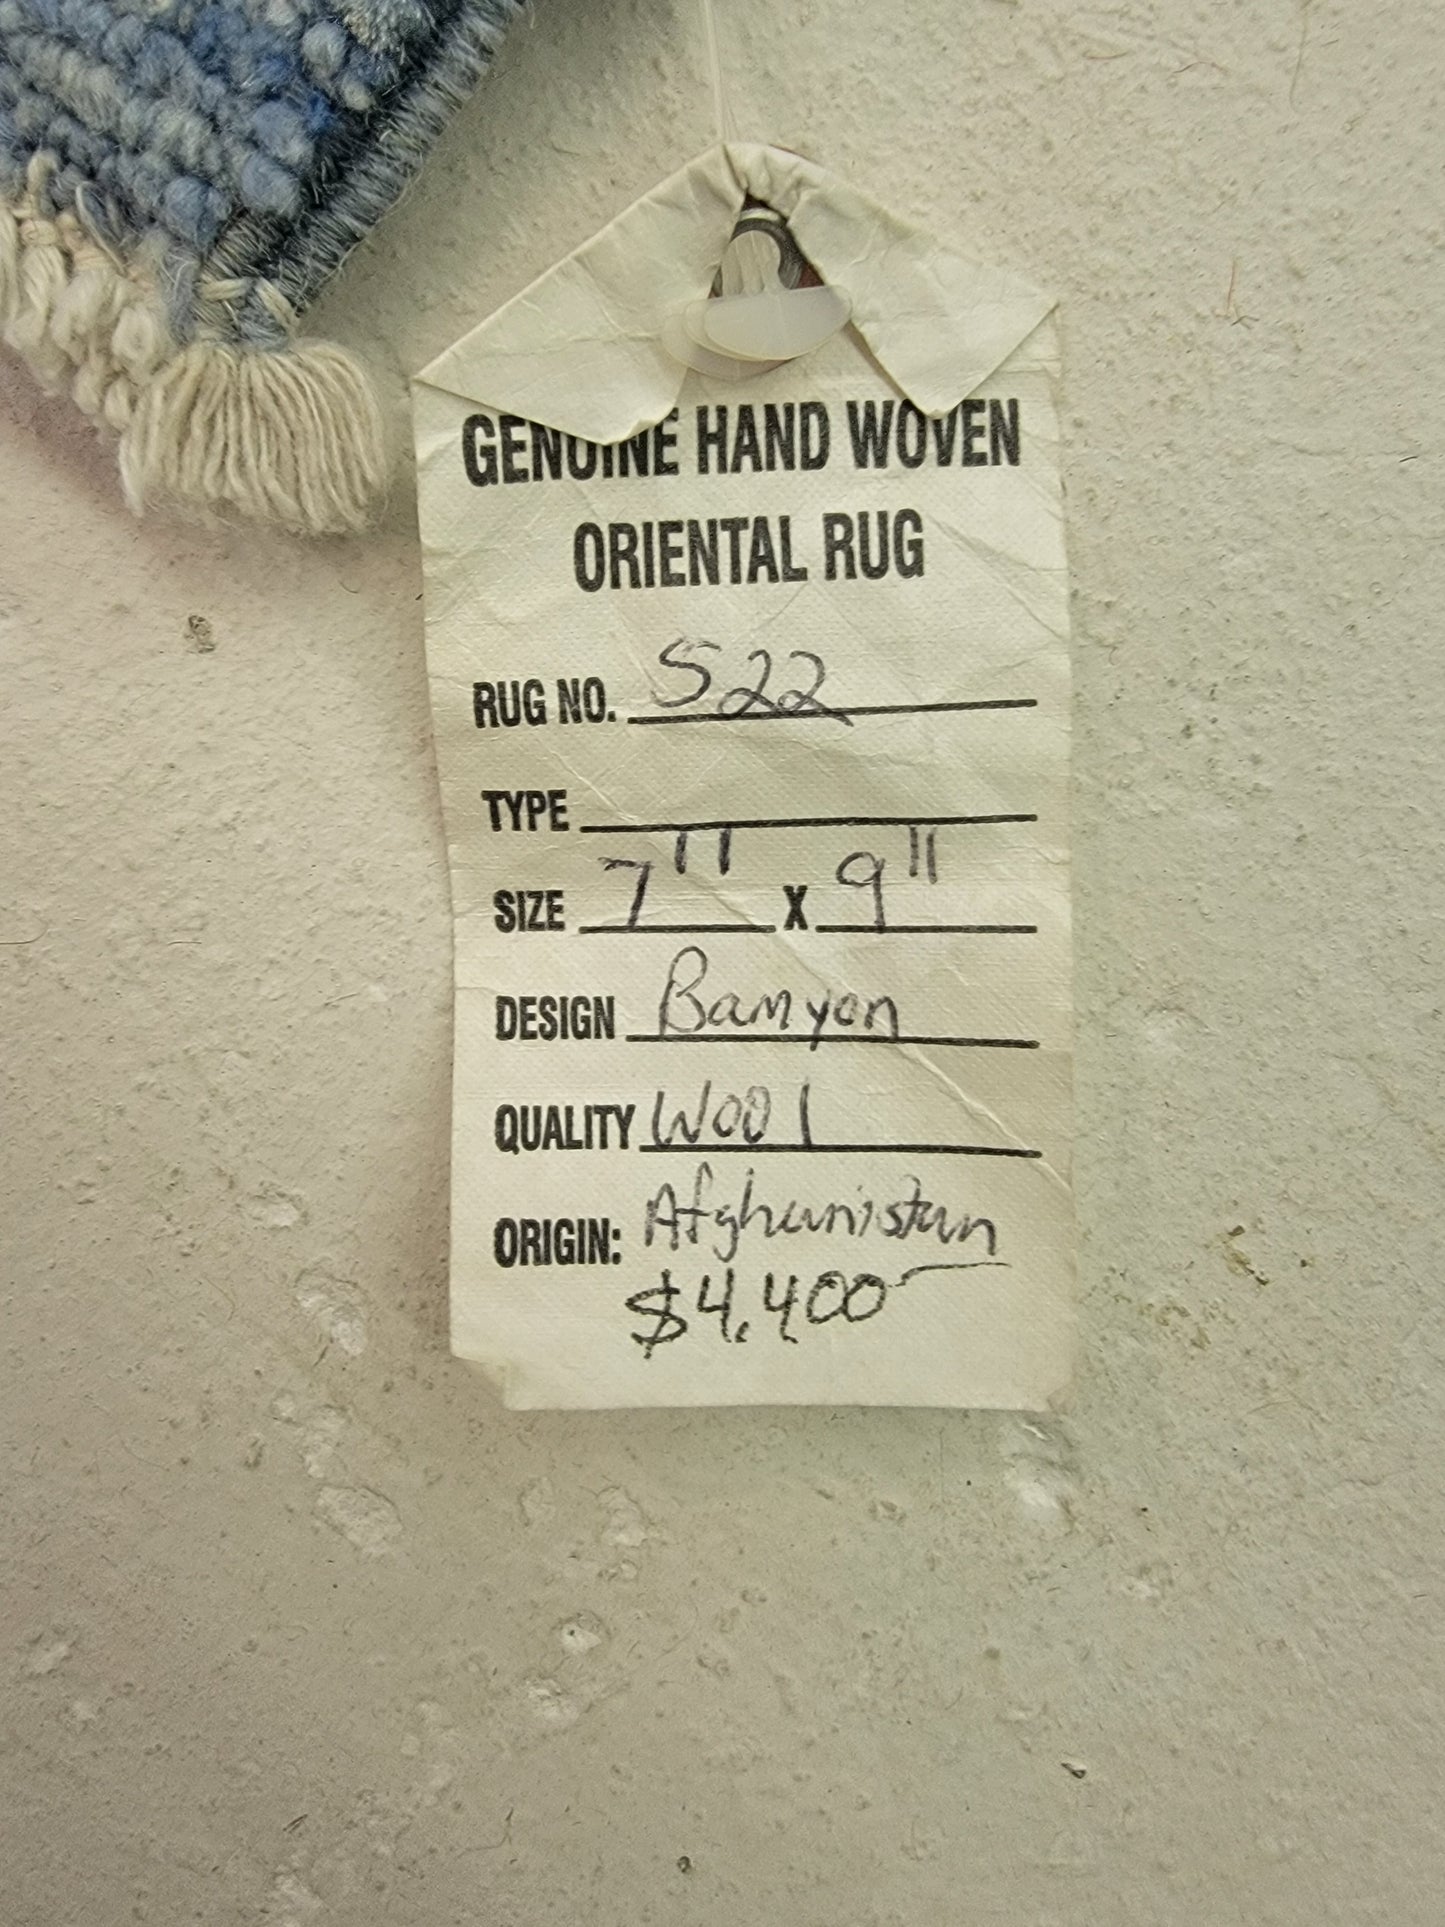 GENUINE HAND WOVEN
ORIENTAL RUG
RUG NO. S22
TYPE
SIZE 7" X 9"
DESIGN Bamyon
QUALITY Wool
ORIGIN: Afghanistan
$4,400